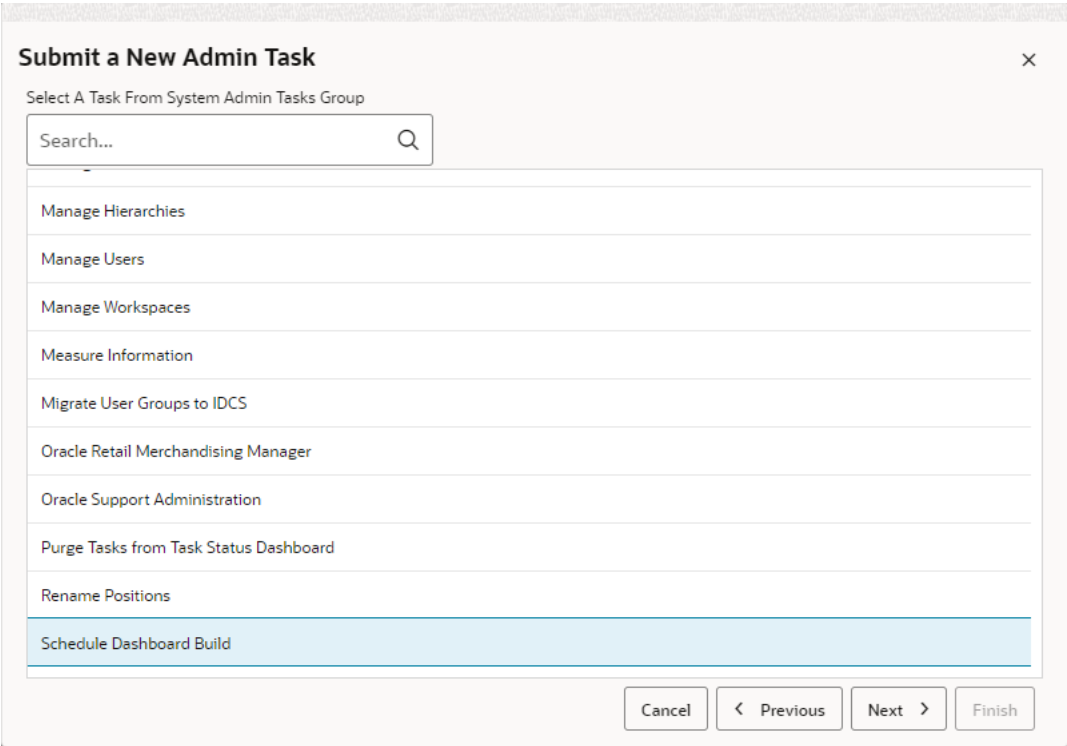 Submit a New Admin Task
Select A Task From System Admin Tasks Group
Search...
Manage Hierarchies
Manage Users
Manage Workspaces
Measure Information
Migrate User Groups to IDCS
Oracle Retail Merchandising Manager
Oracle Support Administration
Purge Tasks from Task Status Dashboard
Rename Positions
Schedule Dashboard Build
Cancel
Previous
Next
Finish